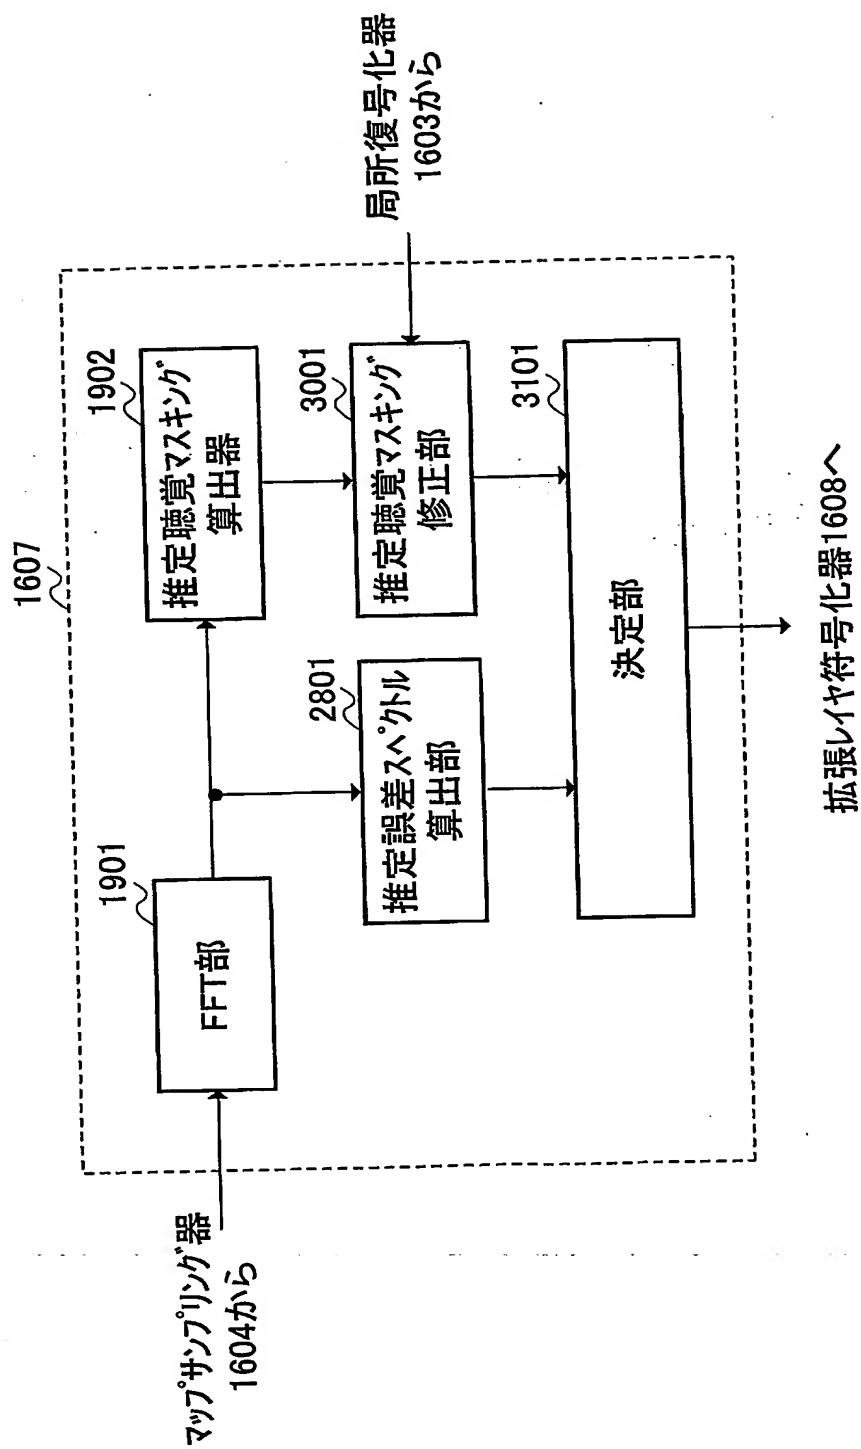 1607
マップサンプリング器
1604から
1901
FFT部
1902
推定聴覚マスキング
算出器
2801
推定誤差スペクトル
算出部
3001
推定聴覚マスキング
修正部
局所復号化器
1603から
3101
決定部
拡張レイヤ符号化器1608へ